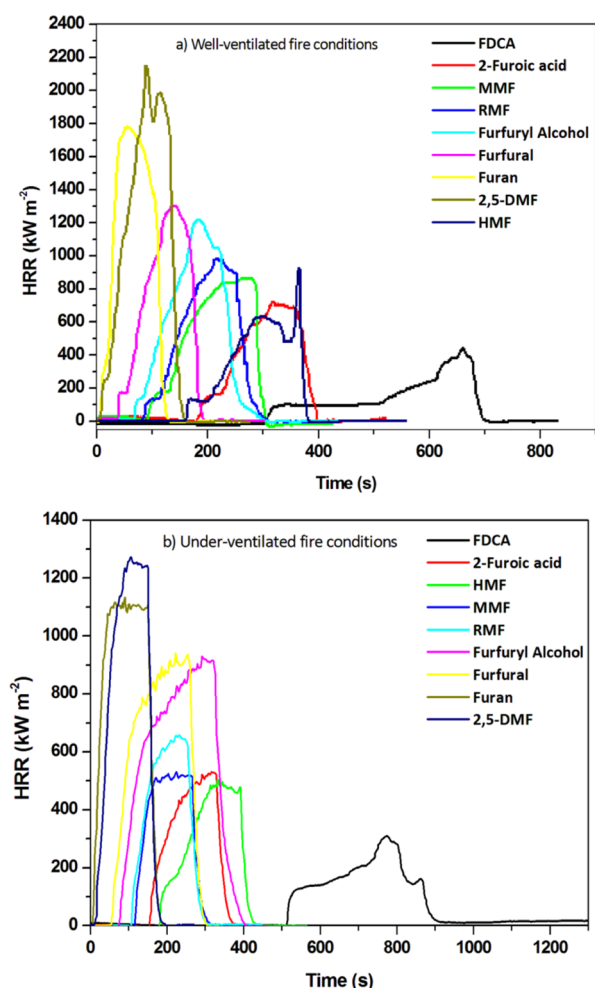 a) Well-ventilated fire conditions
FDCA
2-Furoic acid
MMF
RMF
Furfuryl Alcohol
Furfural
Furan
2,5-DMF
HMF
HRR (kW m⁻²)
2400
2200
2000
1800
1600
1400
1200
1000
800
600
400
200
0
0
200
400
600
800
Time (s)
b) Under-ventilated fire conditions
FDCA
2-Furoic acid
HMF
MMF
RMF
Furfuryl Alcohol
Furfural
Furan
2,5-DMF
HRR (kW m⁻²)
1400
1200
1000
800
600
400
200
0
0
200
400
600
800
1000
1200
Time (s)